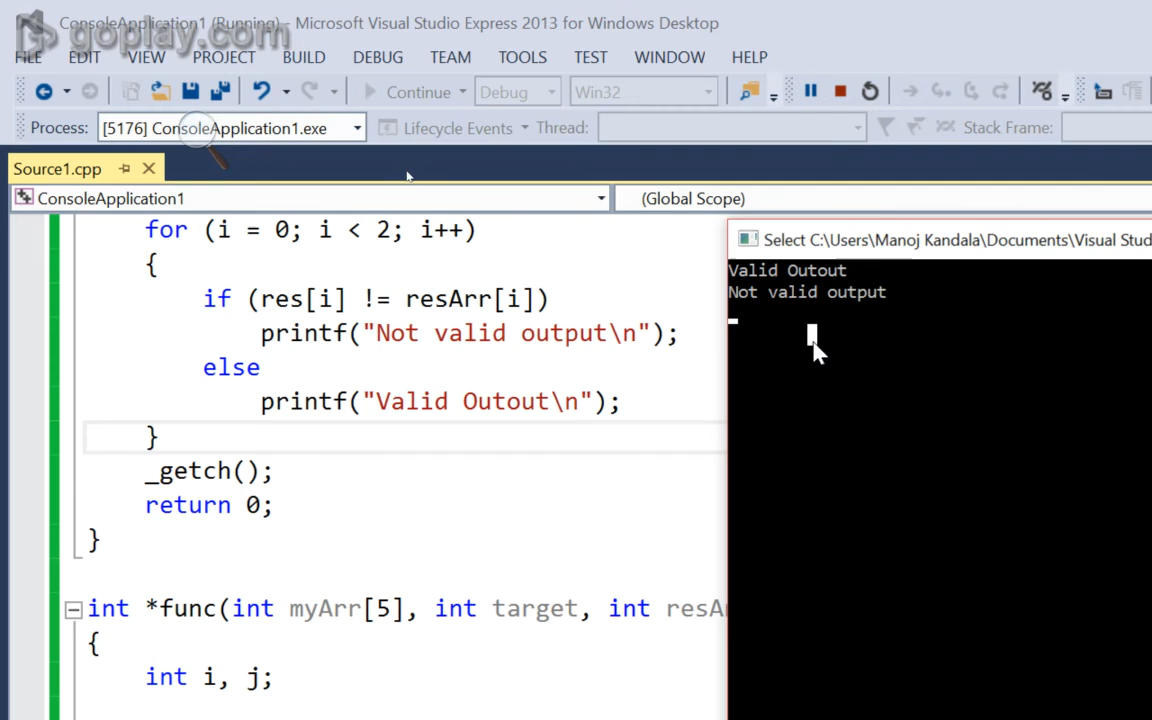 ConsoleApplication1 (Running) - Microsoft Visual Studio Express 2013 for Windows Desktop
goplay.com
FILE EDIT VIEW PROJECT BUILD DEBUG TEAM TOOLS TEST WINDOW HELP
Continue Debug Win32
Process: [5176] ConsoleApplication1.exe Lifecycle Events Thread: Stack Frame:
Source1.cpp
ConsoleApplication1 (Global Scope)
for (i = 0; i < 2; i++)
{
if (res[i] != resArr[i])
printf("Not valid output\n");
else
printf("Valid Outout\n");
}
_getch();
return 0;
}
int *func(int myArr[5], int target, int resAr
{
int i, j;
Select C:\Users\Manoj Kandala\Documents\Visual Stud
Valid Outout
Not valid output